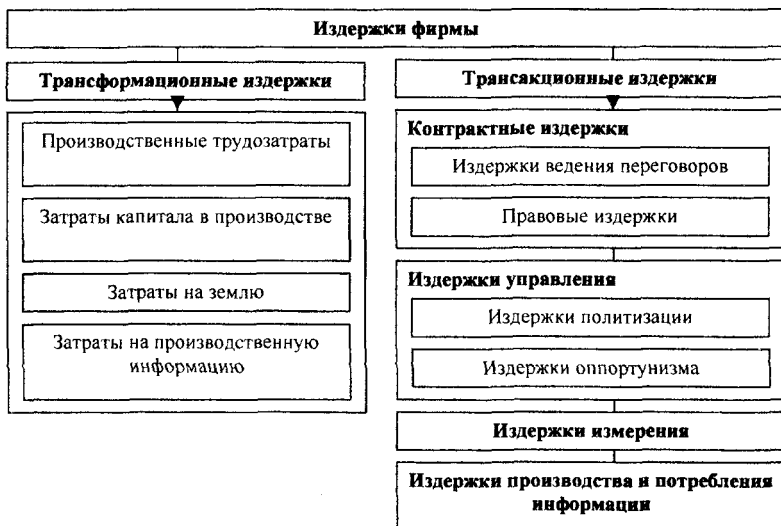 Издержки фирмы
Трансформационные издержки
Производственные трудозатраты
Затраты капитала в производстве
Затраты на землю
Затраты на производственную
информацию
Трансакционные издержки
Контрактные издержки
Издержки ведения переговоров
Правовые издержки
Издержки управления
Издержки политизации
Издержки оппортунизма
Издержки измерения
Издержки производства и потребления
информации